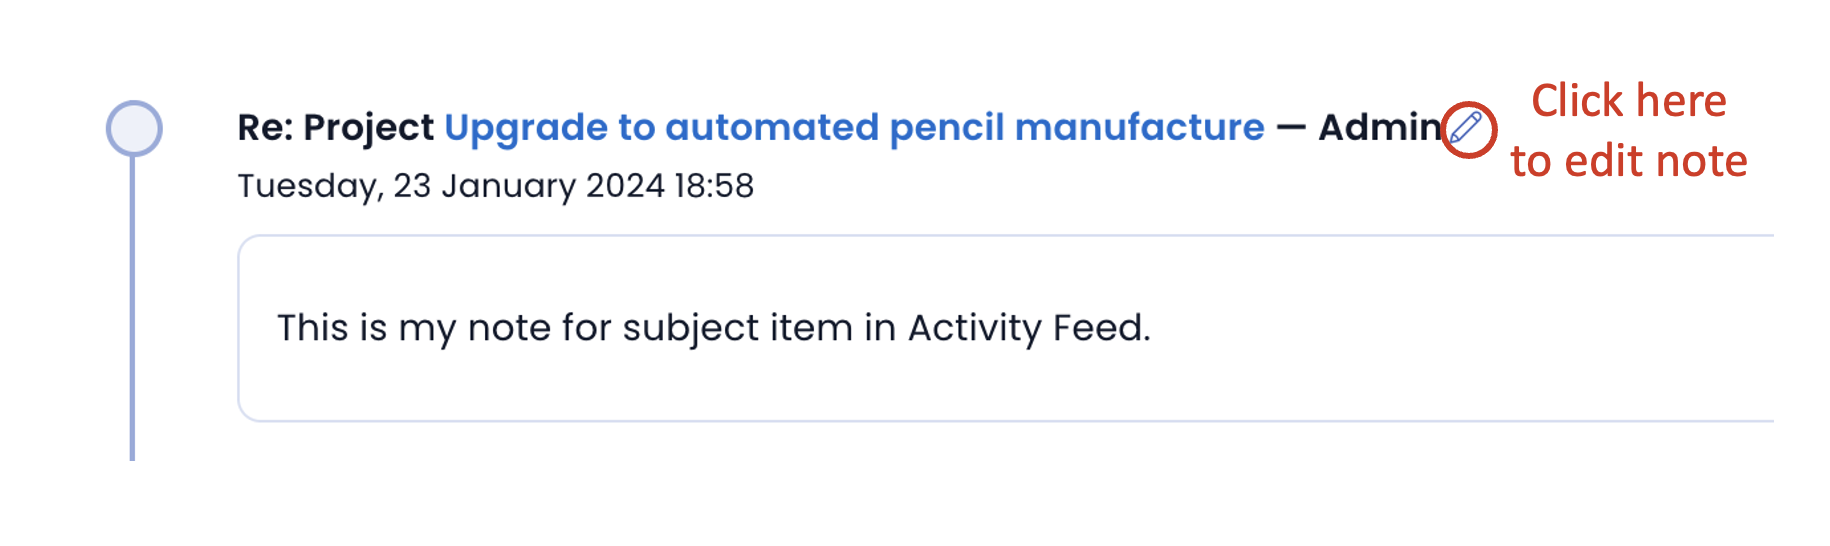 Re: Project Upgrade to automated pencil manufacture — Admin
Click here
to edit note
Tuesday, 23 January 2024 18:58
This is my note for subject item in Activity Feed.